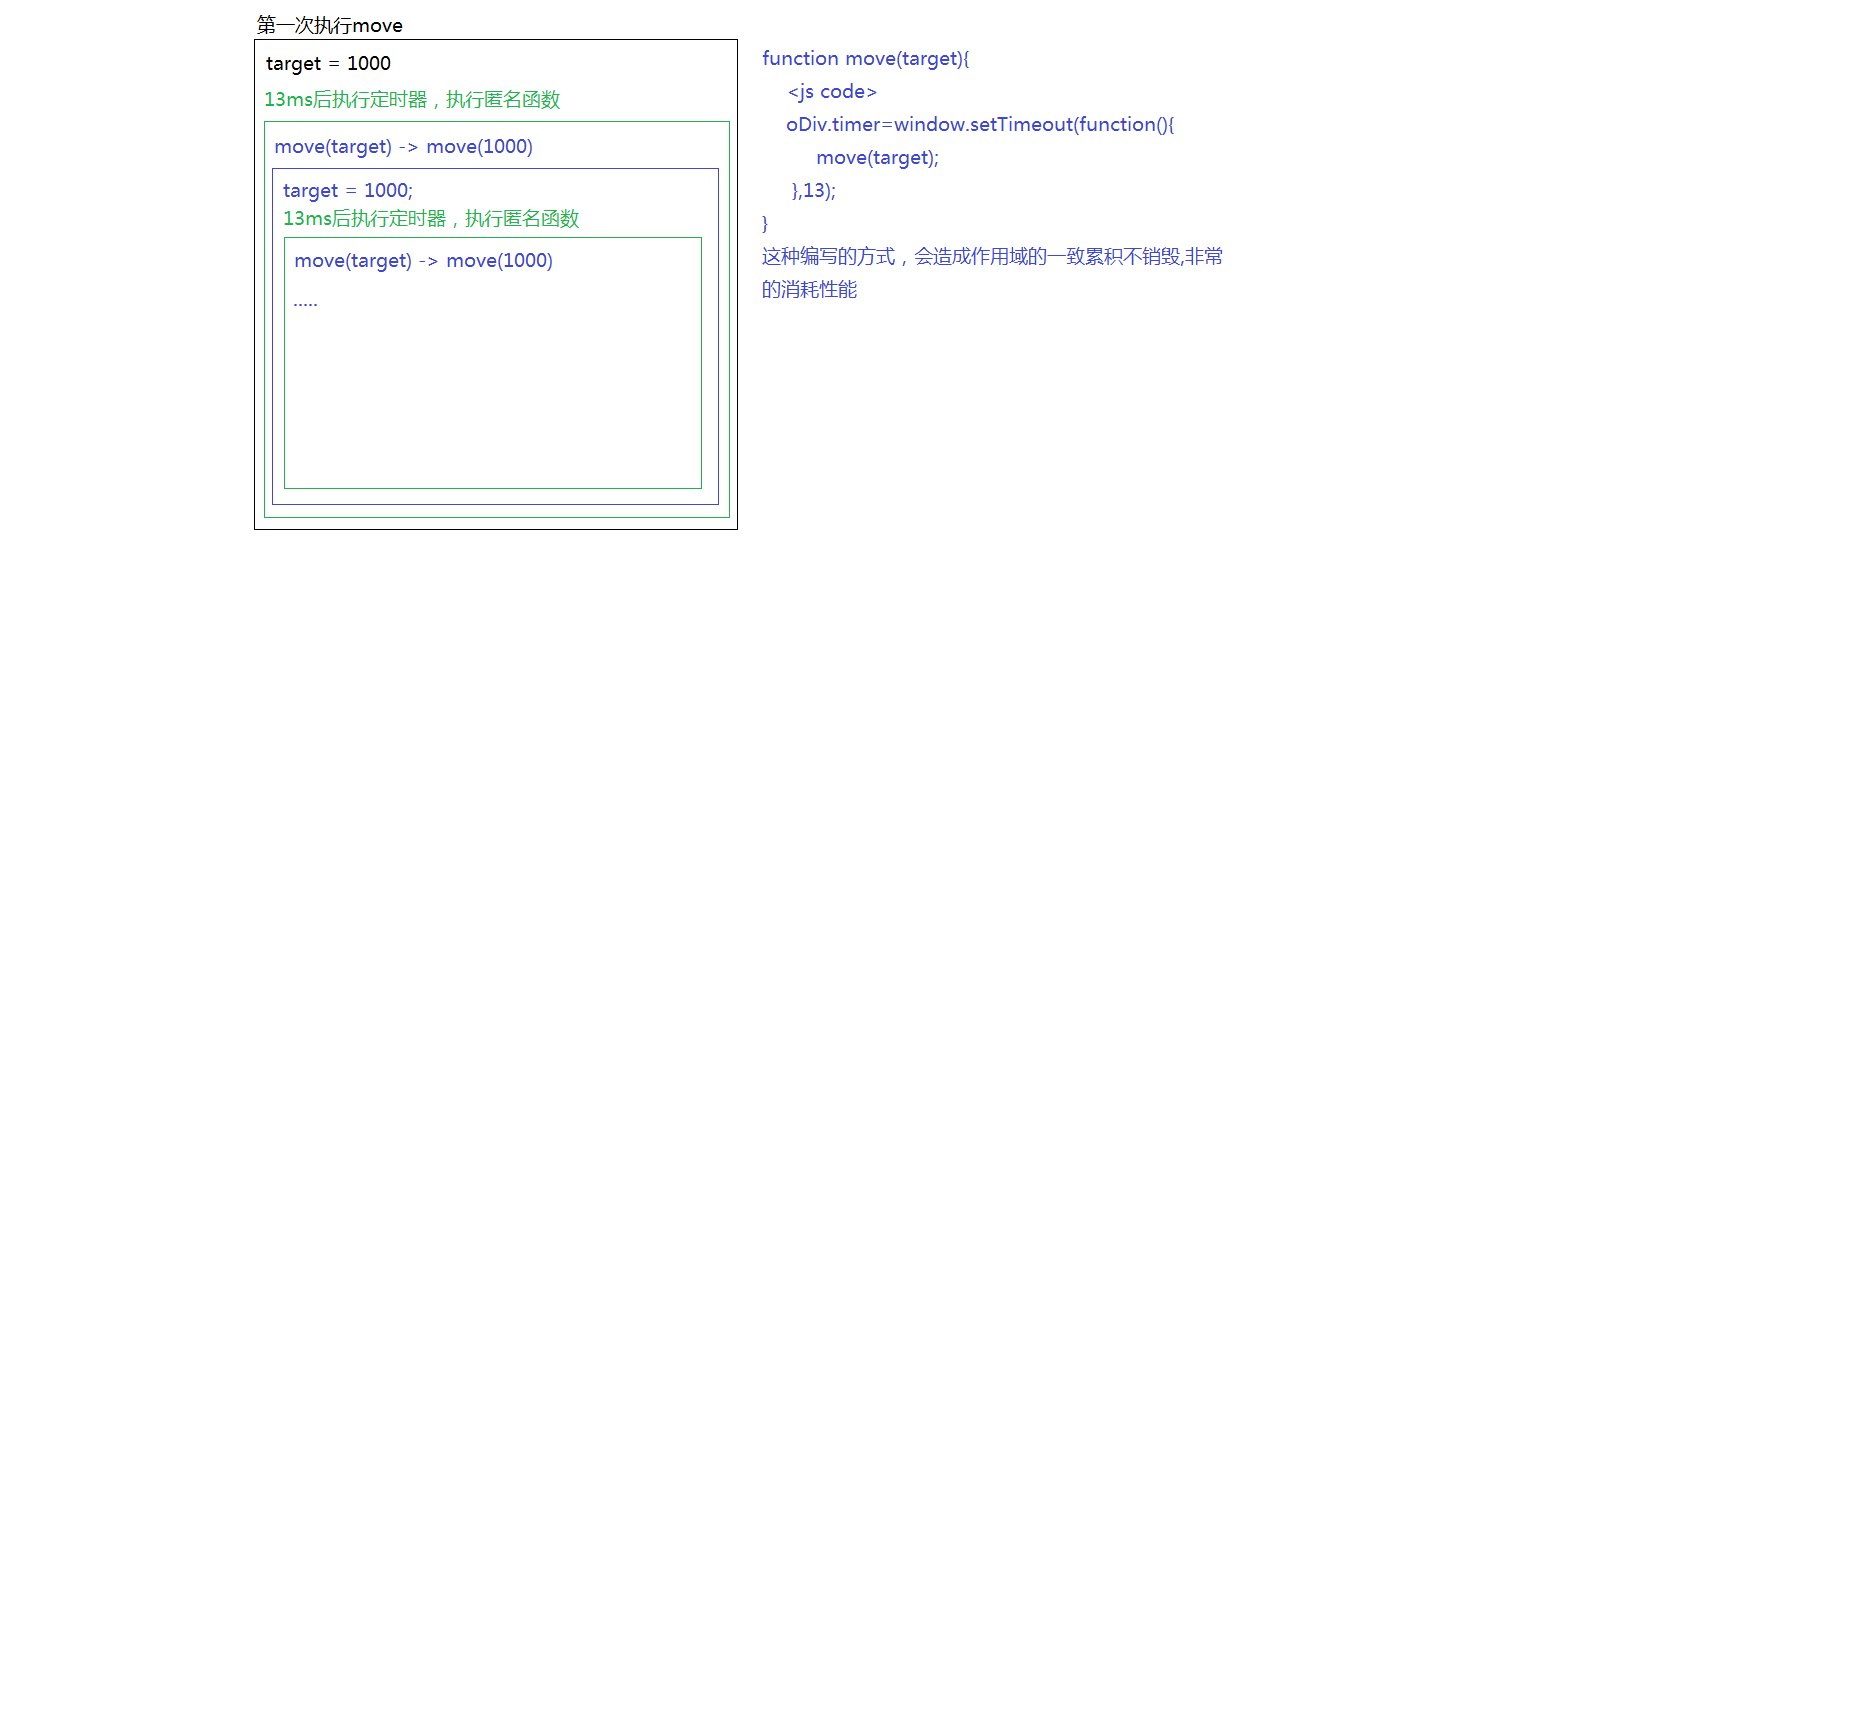 第一次执行move
target = 1000
13ms后执行定时器，执行匿名函数
move(target) -> move(1000)
target = 1000;
13ms后执行定时器，执行匿名函数
move(target) -> move(1000)
.....
function move(target){
<js code>
oDiv.timer=window.setTimeout(function(){
move(target);
},13);
}
这种编写的方式，会造成作用域的一致累积不销毁,非常
的消耗性能